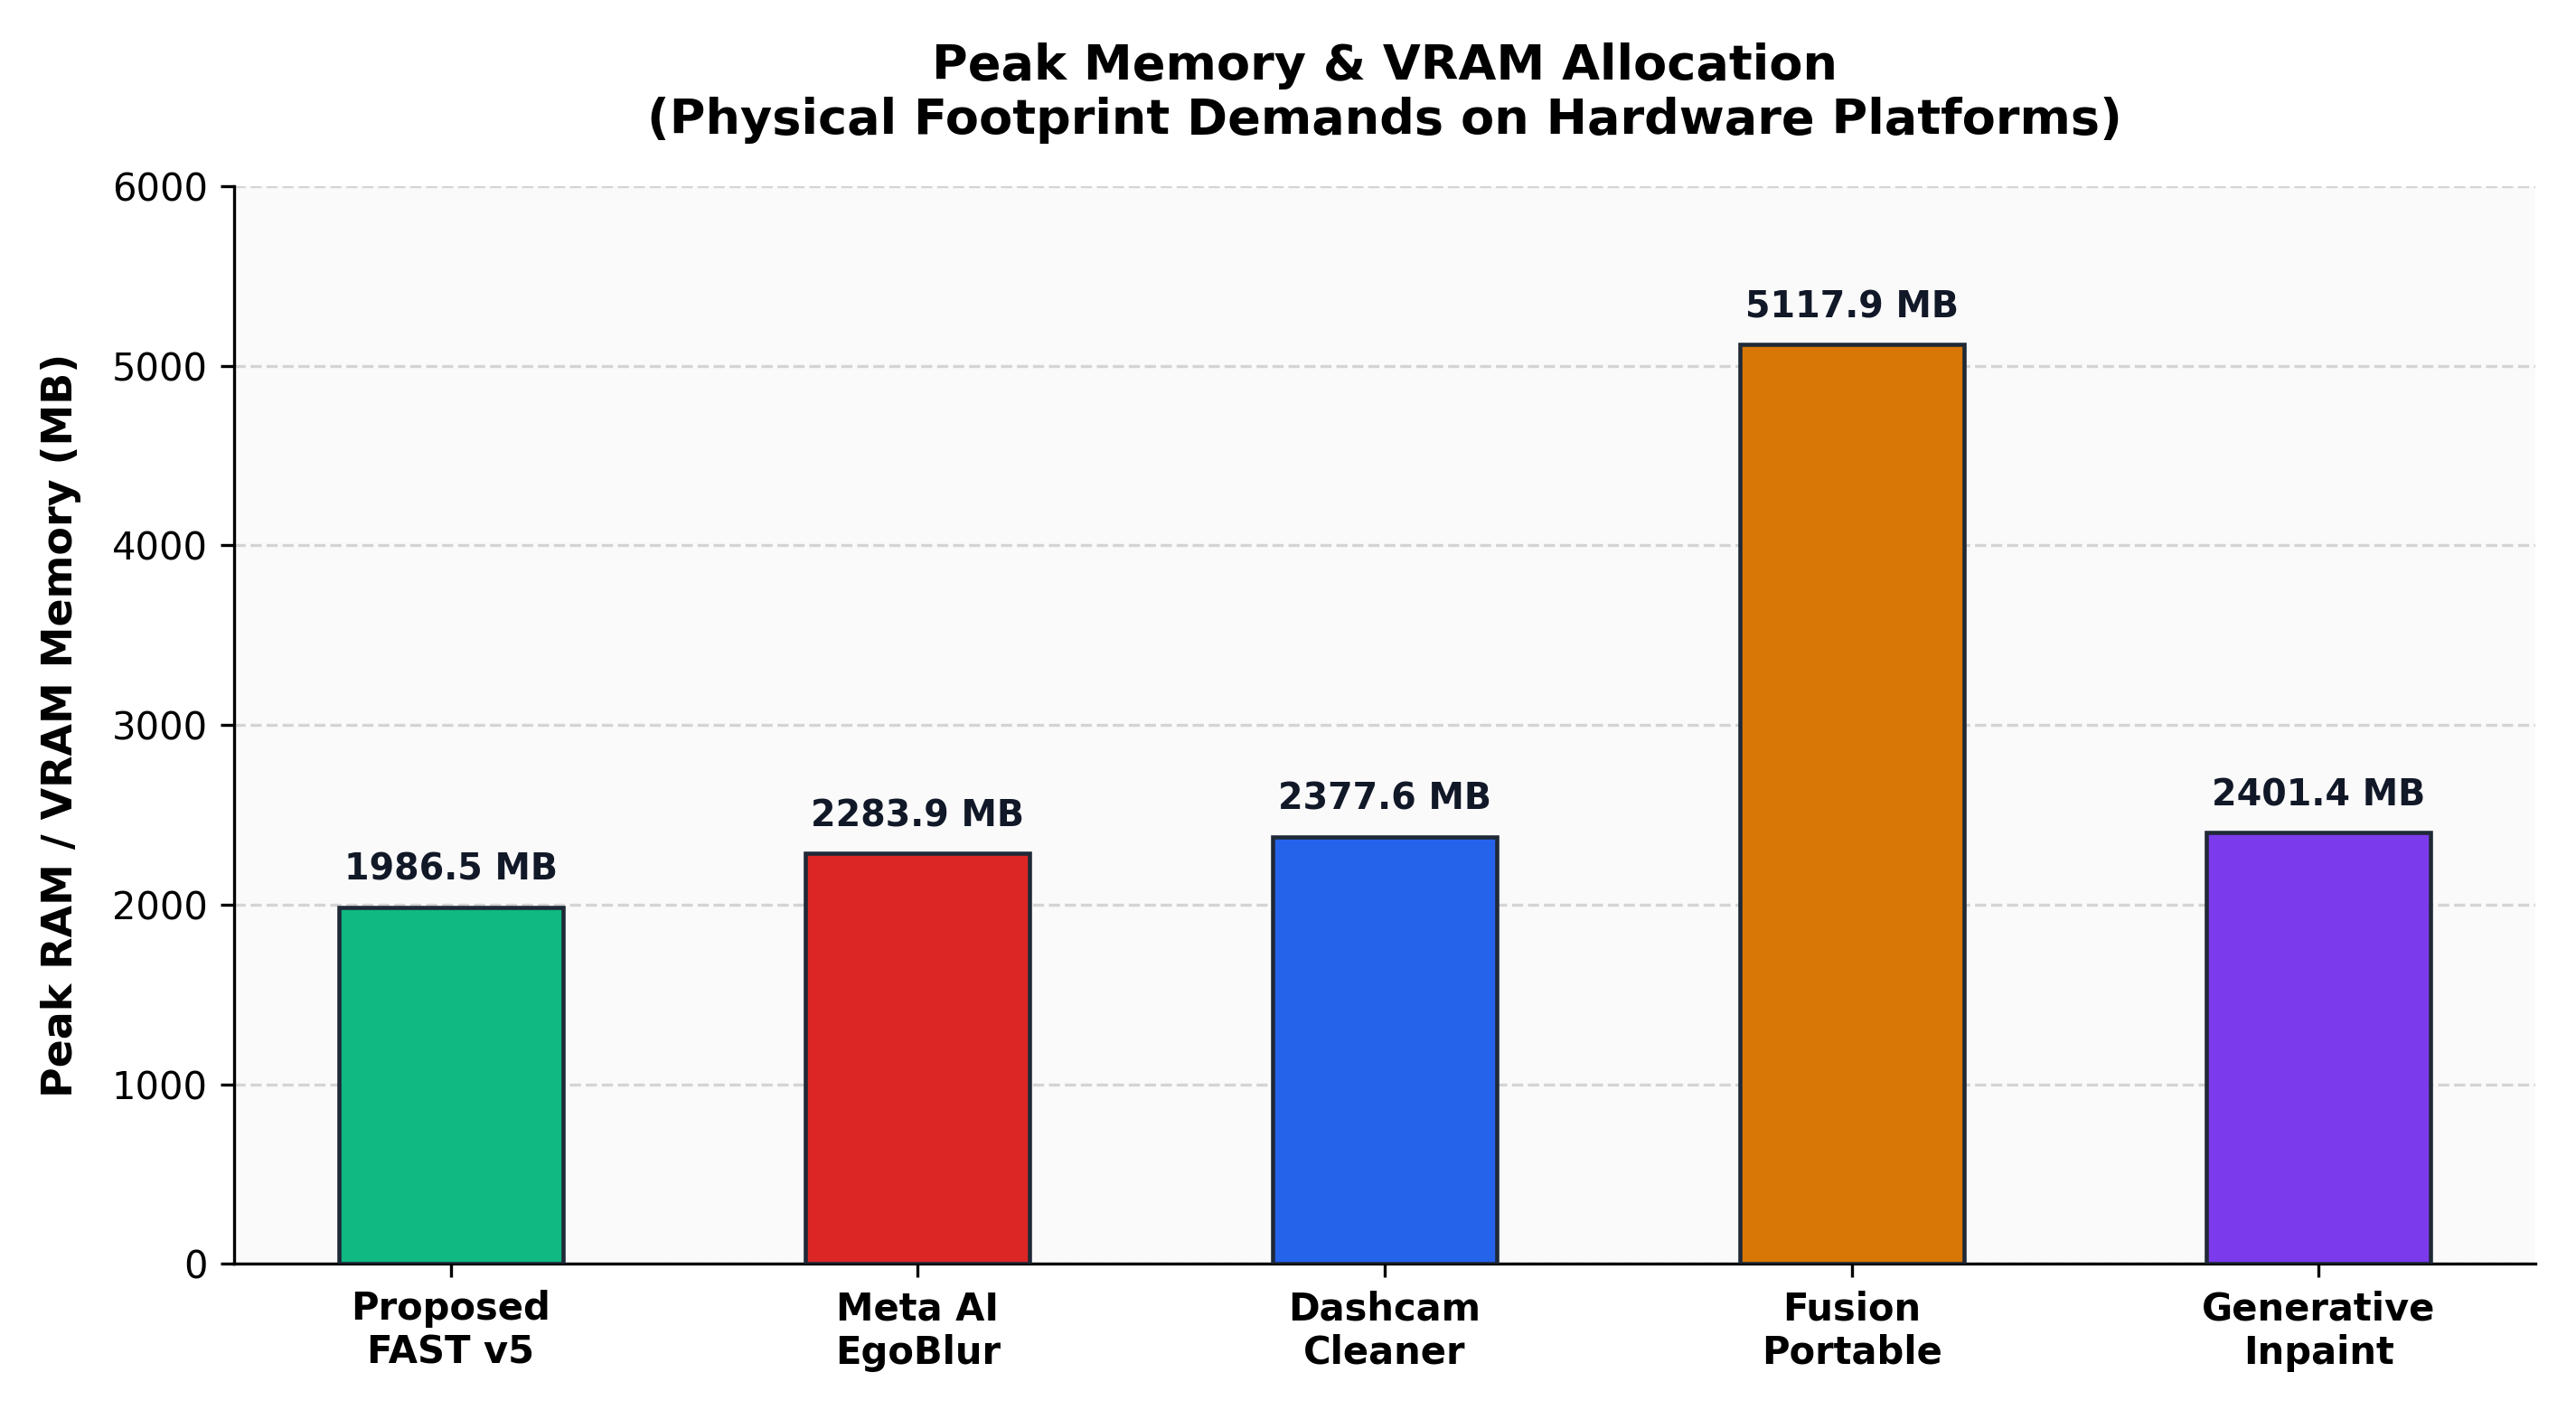 Peak Memory & VRAM Allocation
(Physical Footprint Demands on Hardware Platforms)
Peak RAM / VRAM Memory (MB)
6000
5000
4000
3000
2000
1000
0
1986.5 MB
2283.9 MB
2377.6 MB
5117.9 MB
2401.4 MB
Proposed
FAST v5
Meta AI
EgoBlur
Dashcam
Cleaner
Fusion
Portable
Generative
Inpaint